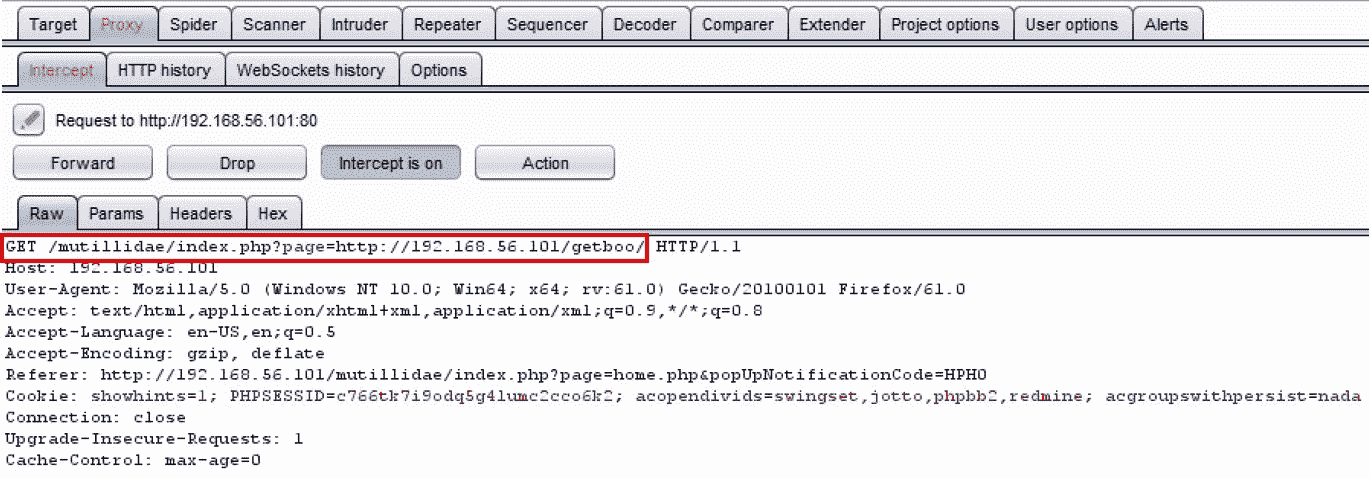 Target Proxy Spider Scanner Intruder Repeater Sequencer Decoder Comparer Extender Project options User options Alerts
Intercept HTTP history WebSockets history Options
Request to http://192.168.56.101:80
Forward Drop Intercept is on Action
Raw Params Headers Hex
GET /mutillidae/index.php?page=http://192.168.56.101/getboo/ HTTP/1.1
Host: 192.168.56.101
User-Agent: Mozilla/5.0 (Windows NT 10.0; Win64; x64; rv:61.0) Gecko/20100101 Firefox/61.0
Accept: text/html,application/xhtml+xml,application/xml;q=0.9,*/*;q=0.8
Accept-Language: en-US,en;q=0.5
Accept-Encoding: gzip, deflate
Referer: http://192.168.56.101/mutillidae/index.php?page=home.php&popUpNotificationCode=HPH0
Cookie: showhints=1; PHPSESSID=c766tk7i9odq5g4lumc2cco6k2; acopendivids=swingset,jotto,phpbb2,redmine; acgroupswithpersist=nada
Connection: close
Upgrade-Insecure-Requests: 1
Cache-Control: max-age=0